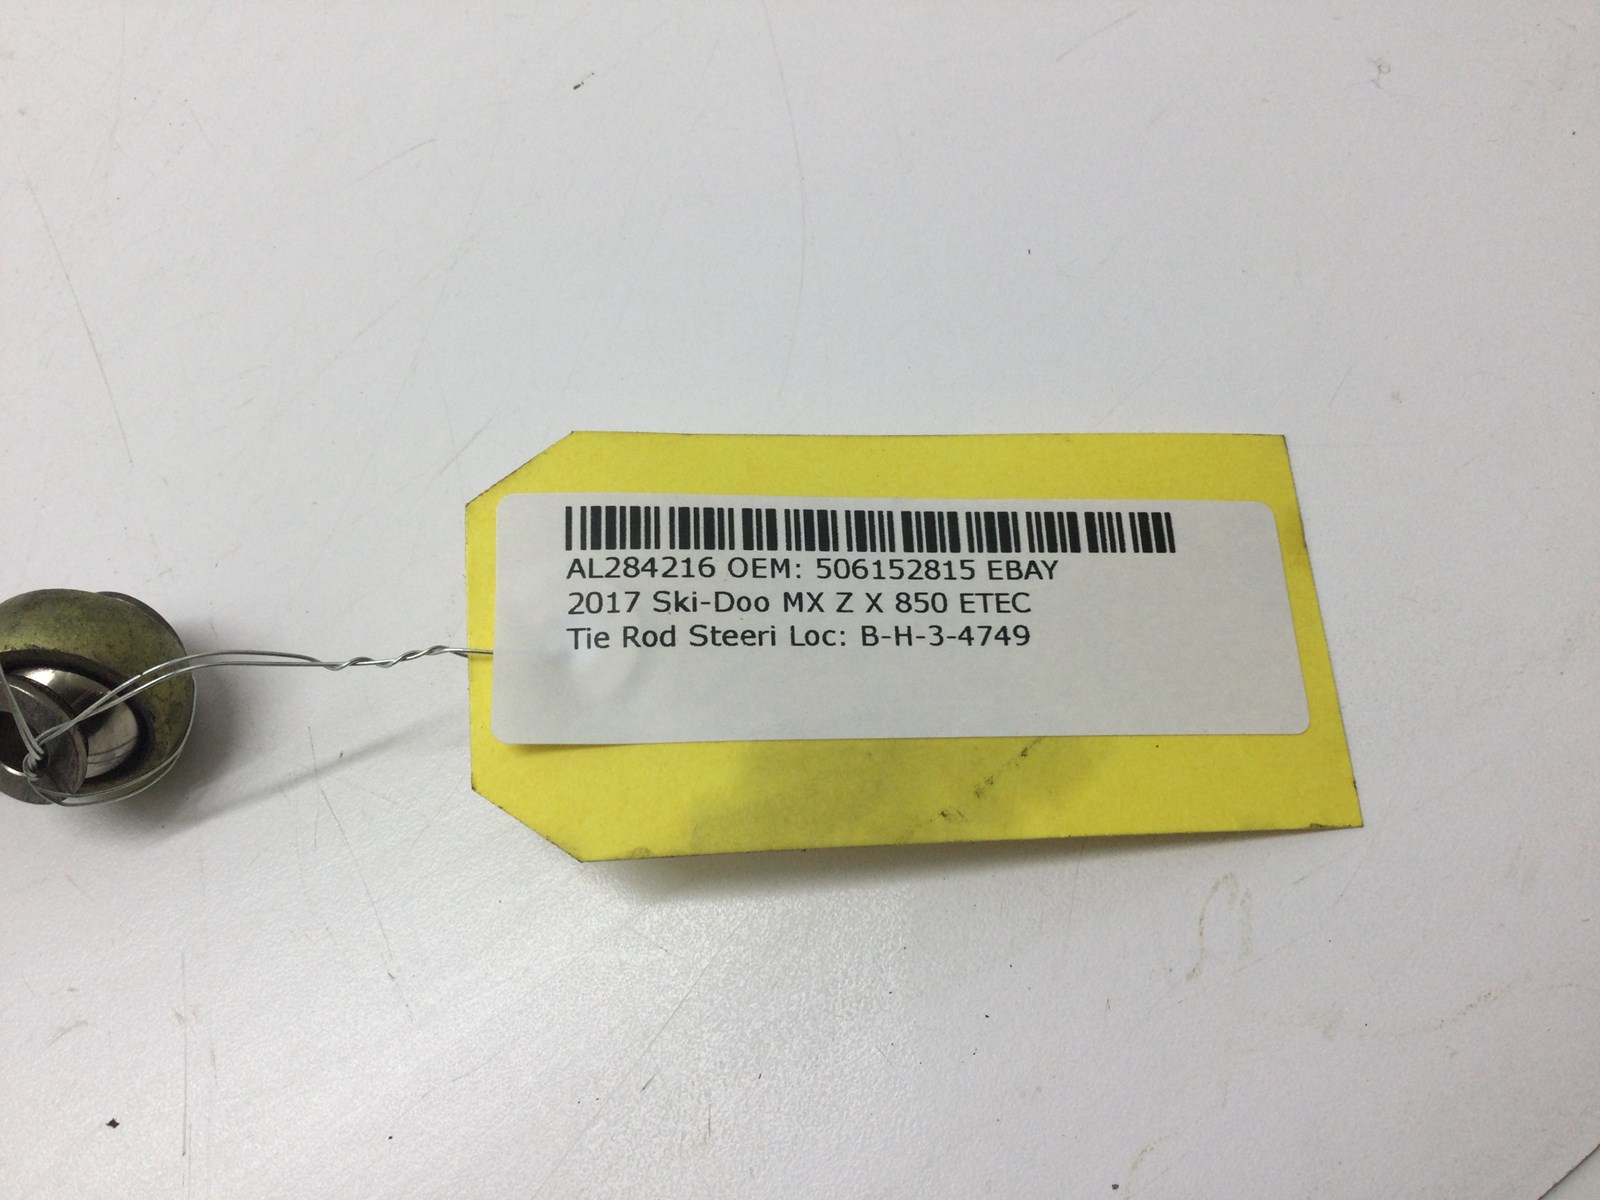 AL284216 OEM: 506152815 EBAY
2017 Ski-Doo MX Z X 850 ETEC
Tie Rod Steeri Loc: B-H-3-4749